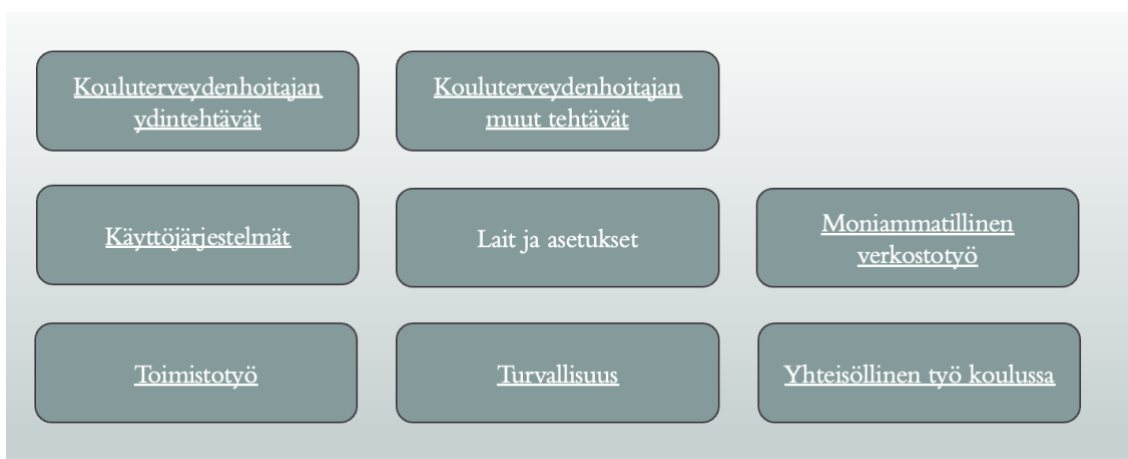 Kouluterveydenhoitajan
ydintehtävät
Kouluterveydenhoitajan
muut tehtävät
Käyttöjärjestelmät
Lait ja asetukset
Moniammatillinen
verkostotyö
Toimistotyö
Turvallisuus
Yhteisöllinen työ koulussa